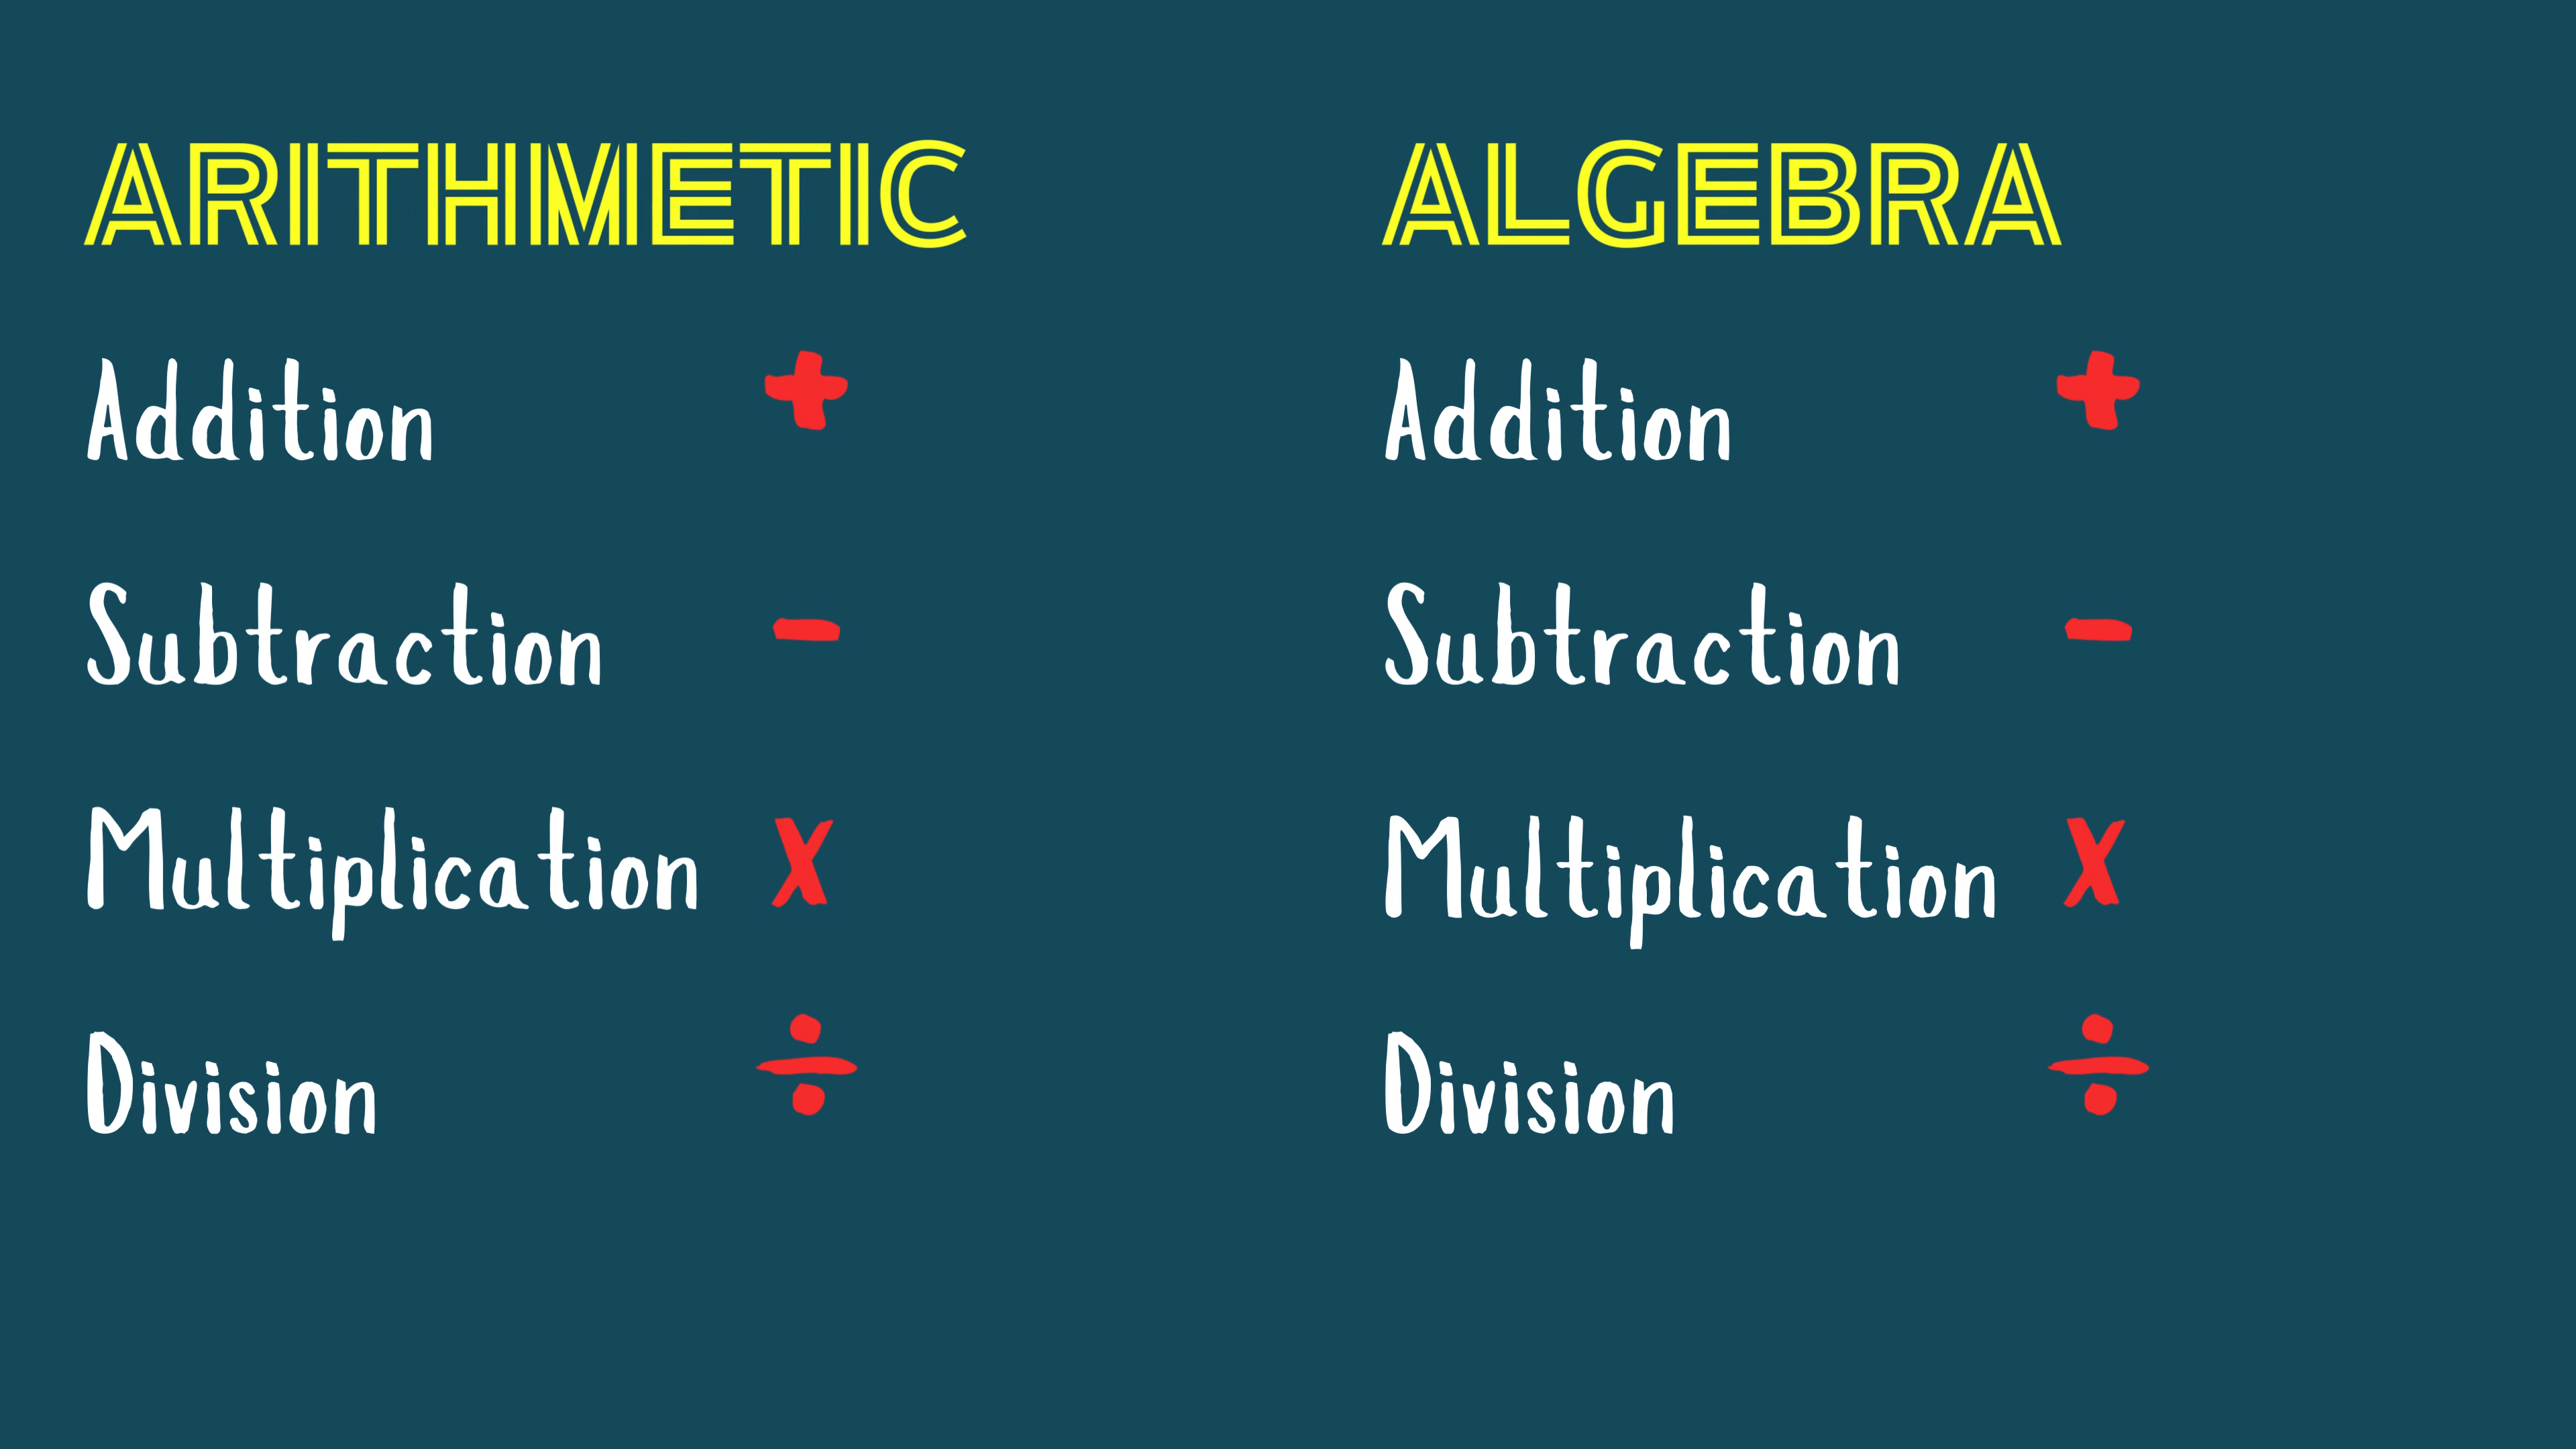 ARITHMETIC
Addition +
Subtraction -
Multiplication x
Division ÷
ALGEBRA
Addition +
Subtraction -
Multiplication x
Division ÷